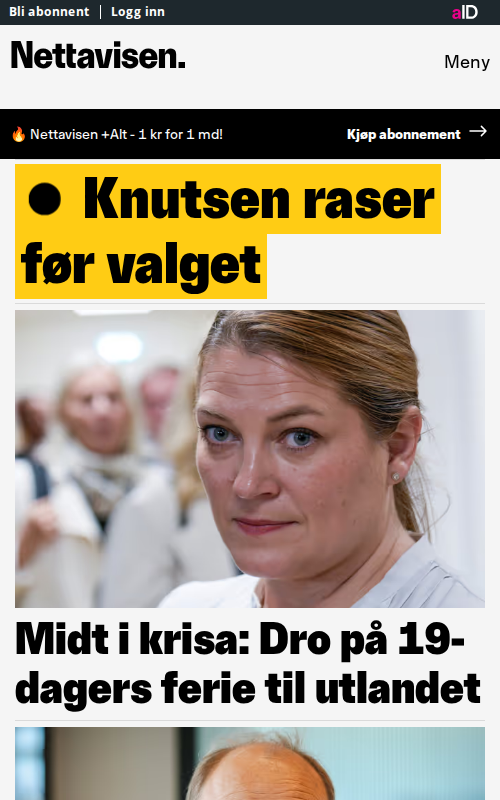 Bli abonnent | Logg inn
aID
Nettavisen.
Meny
🔥 Nettavisen +Alt - 1 kr for 1 md!
Kjøp abonnement →
● Knutsen raser
før valget
Midt i krisa: Dro på 19-
dagers ferie til utlandet